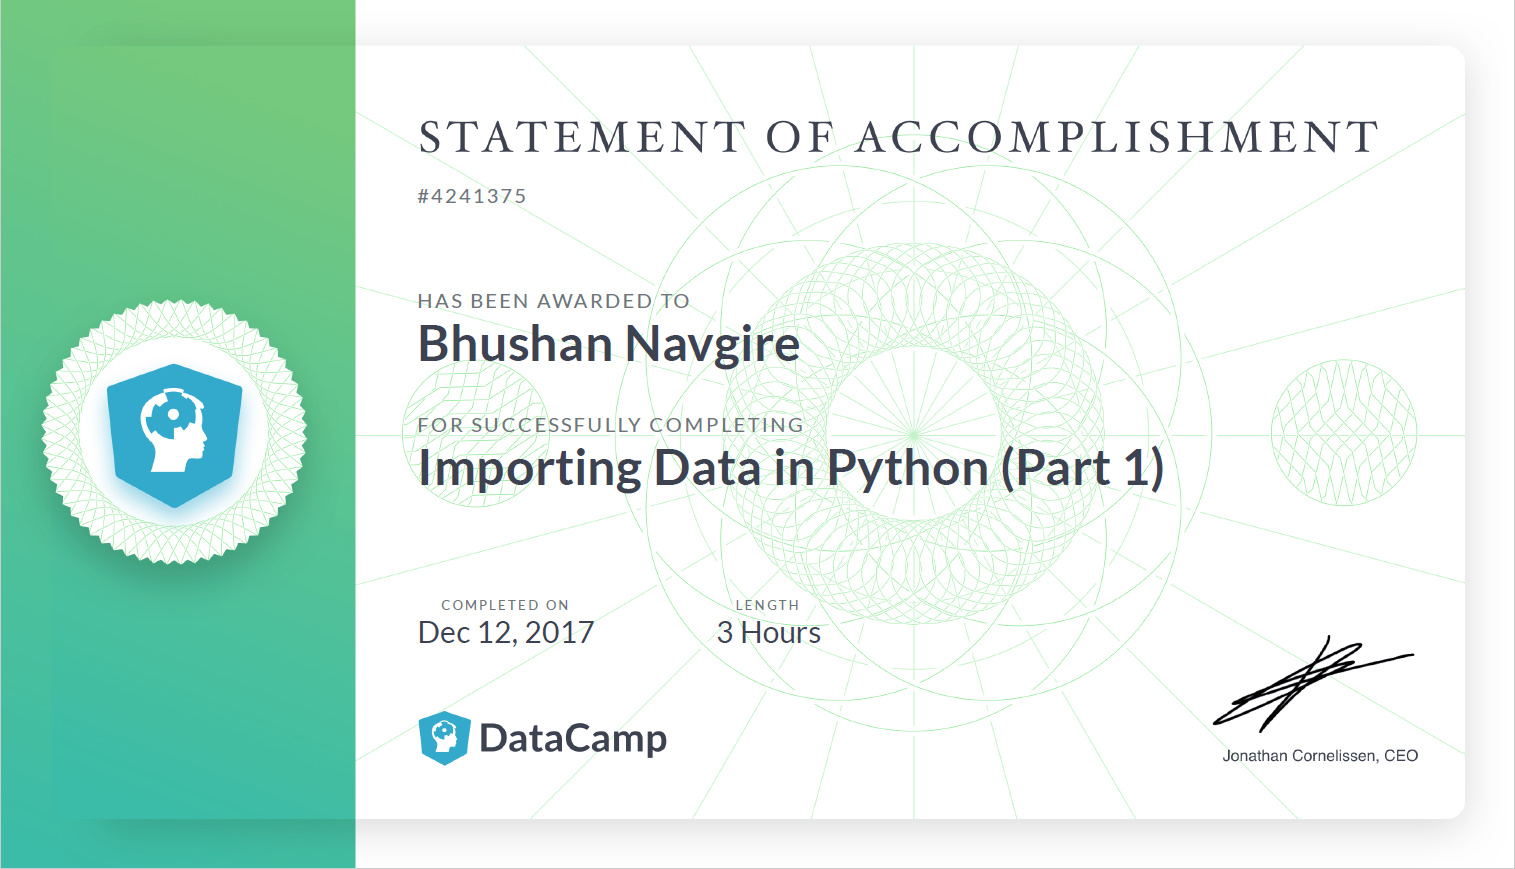 STATEMENT OF ACCOMPLISHMENT
#4241375
HAS BEEN AWARDED TO
Bhushan Navgire
FOR SUCCESSFULLY COMPLETING
Importing Data in Python (Part 1)
COMPLETED ON
Dec 12, 2017
LENGTH
3 Hours
DataCamp
Jonathan Cornelissen, CEO